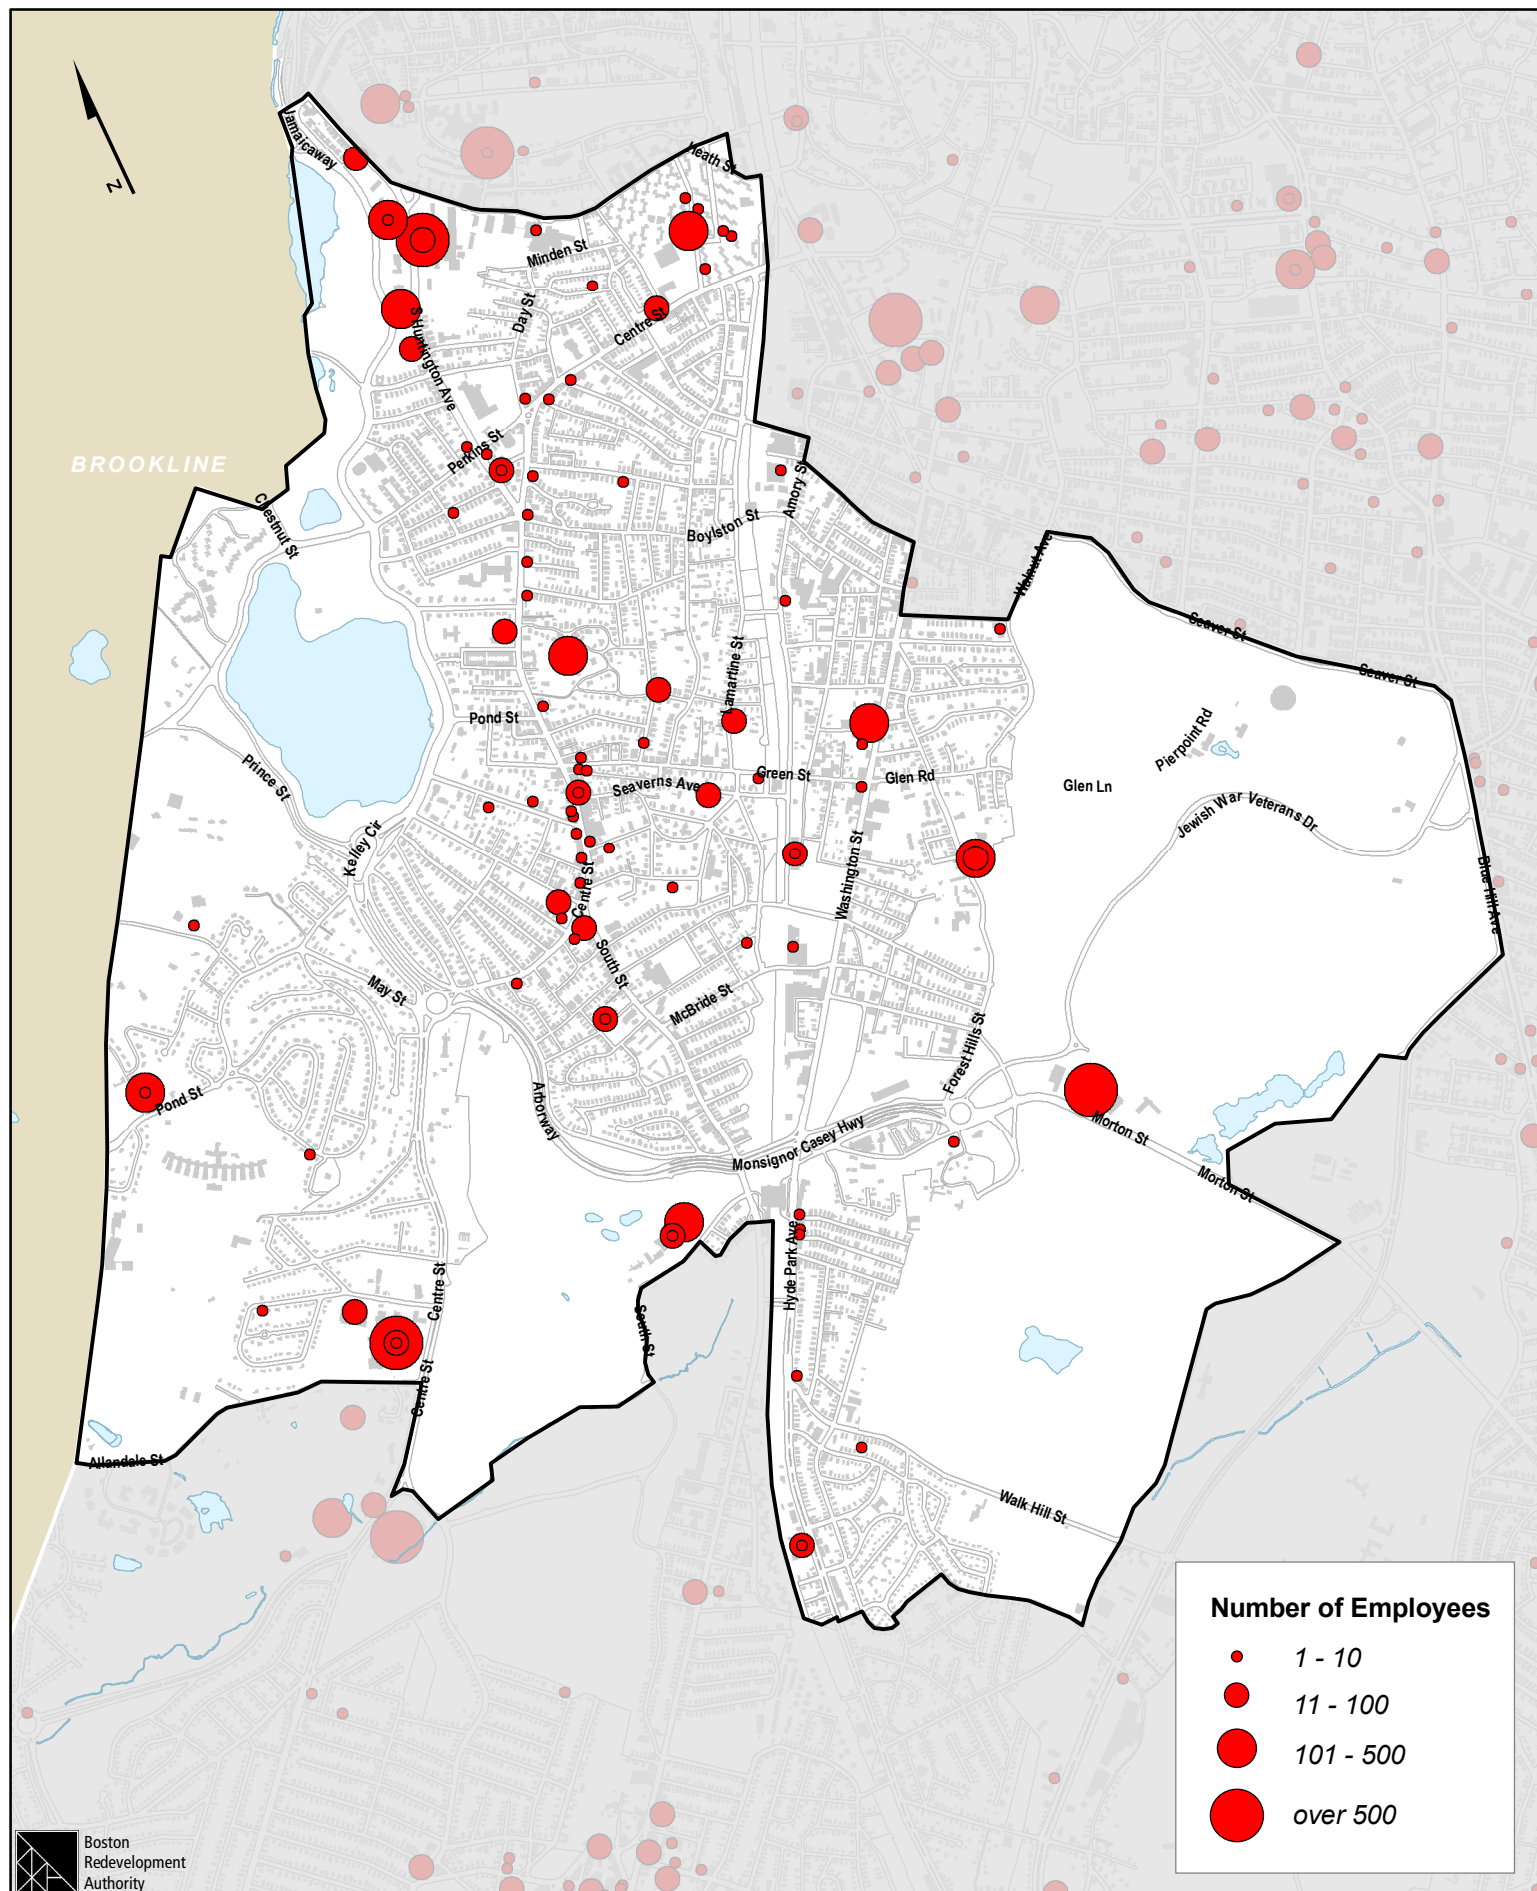 Jamaicaway
Heath St
Minden St
Day St
Centre St
S Huntington Ave
Perkins St
BROOKLINE
Chestnut St
Boylston St
Amory St
Walnut Ave
Seaver St
Seaver St
Lamartine St
Pond St
Prince St
Green St
Seaverns Ave
Glen Rd
Glen Ln
Pierpoint Rd
Jewish War Veterans Dr
Kelley Cir
Centre St
Washington St
Blue Hill Ave
May St
South St
McBride St
Forest Hills St
Pond St
Arborway
Monsignor Casey Hwy
Morton St
Morton St
Hyde Park Ave
Centre St
South St
Centre St
Allandale St
Walk Hill St
N
Number of Employees
1 - 10
11 - 100
101 - 500
over 500
Boston
Redevelopment
Authority